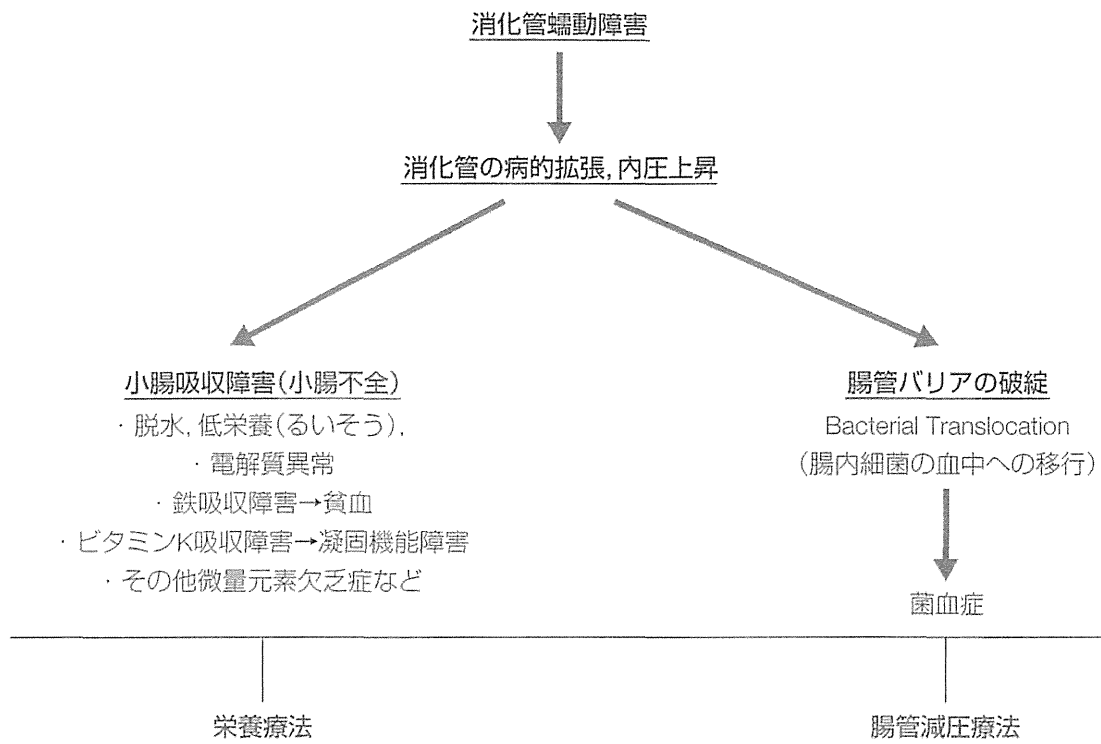 消化管蠕動障害
消化管の病的拡張, 内圧上昇
小腸吸収障害(小腸不全)
・脱水, 低栄養(るいそう),
・電解質異常
・鉄吸収障害→貧血
・ビタミンK吸収障害→凝固機能障害
・その他微量元素欠乏症など
腸管バリアの破綻
Bacterial Translocation
(腸内細菌の血中への移行)
菌血症
栄養療法
腸管減圧療法